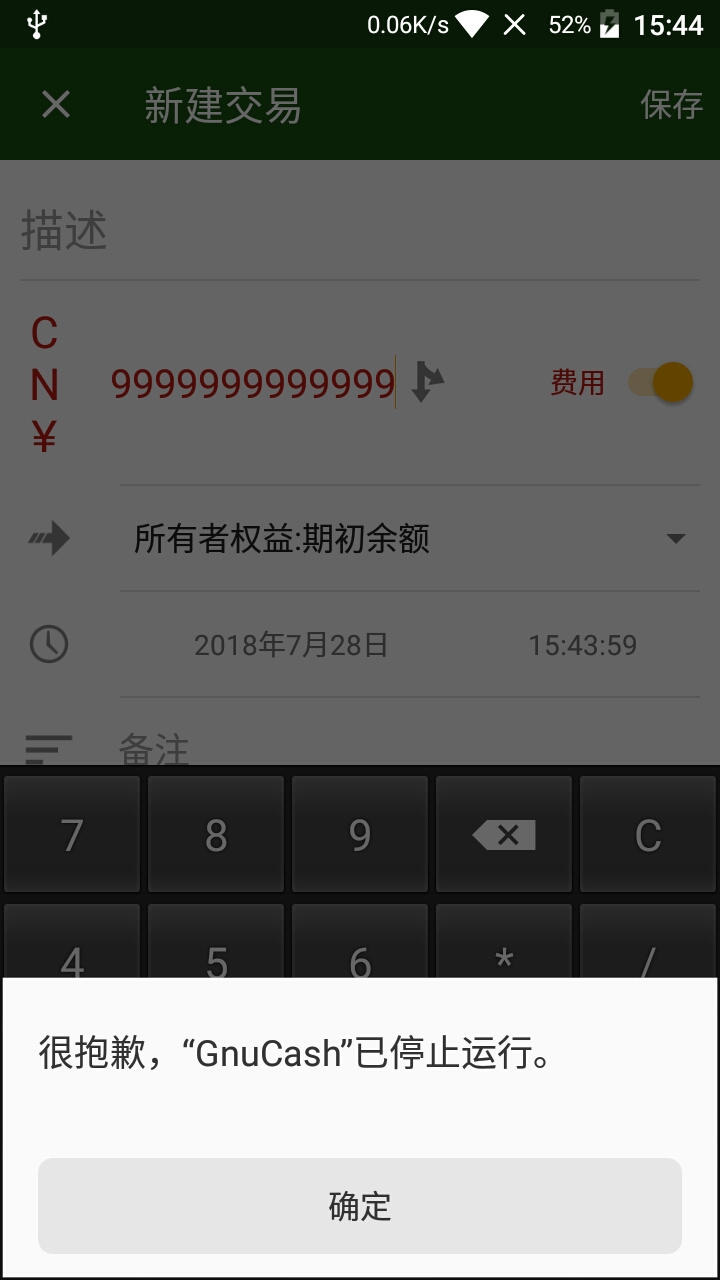 0.06K/s 52% 15:44
新建交易 保存
描述
C
N
¥
9999999999999 费用
所有者权益:期初余额
2018年7月28日 15:43:59
备注
7 8 9 C
4 5 6 * /
很抱歉，“GnuCash”已停止运行。
确定